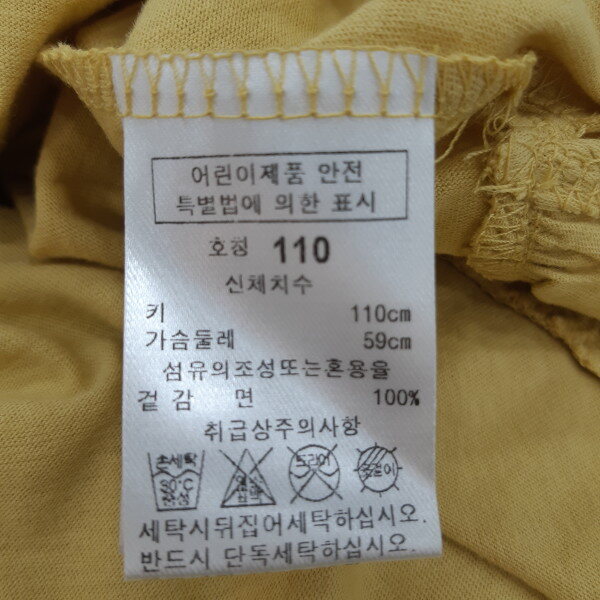 어린이제품 안전
특별법에 의한 표시
호칭 110
신체치수
키 110cm
가슴둘레 59cm
섬유의조성또는혼용율
겉감 면 100%
취급상주의사항
손세탁 드라이
30℃
중성
세탁시뒤집어세탁하십시오.
반드시 단독세탁하십시오.